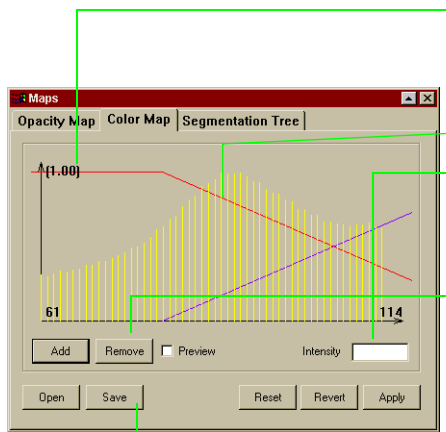 Maps
Opacity Map Color Map Segmentation Tree
(1.00)
61 114
Add Remove Preview Intensity
Open Save Reset Revert Apply